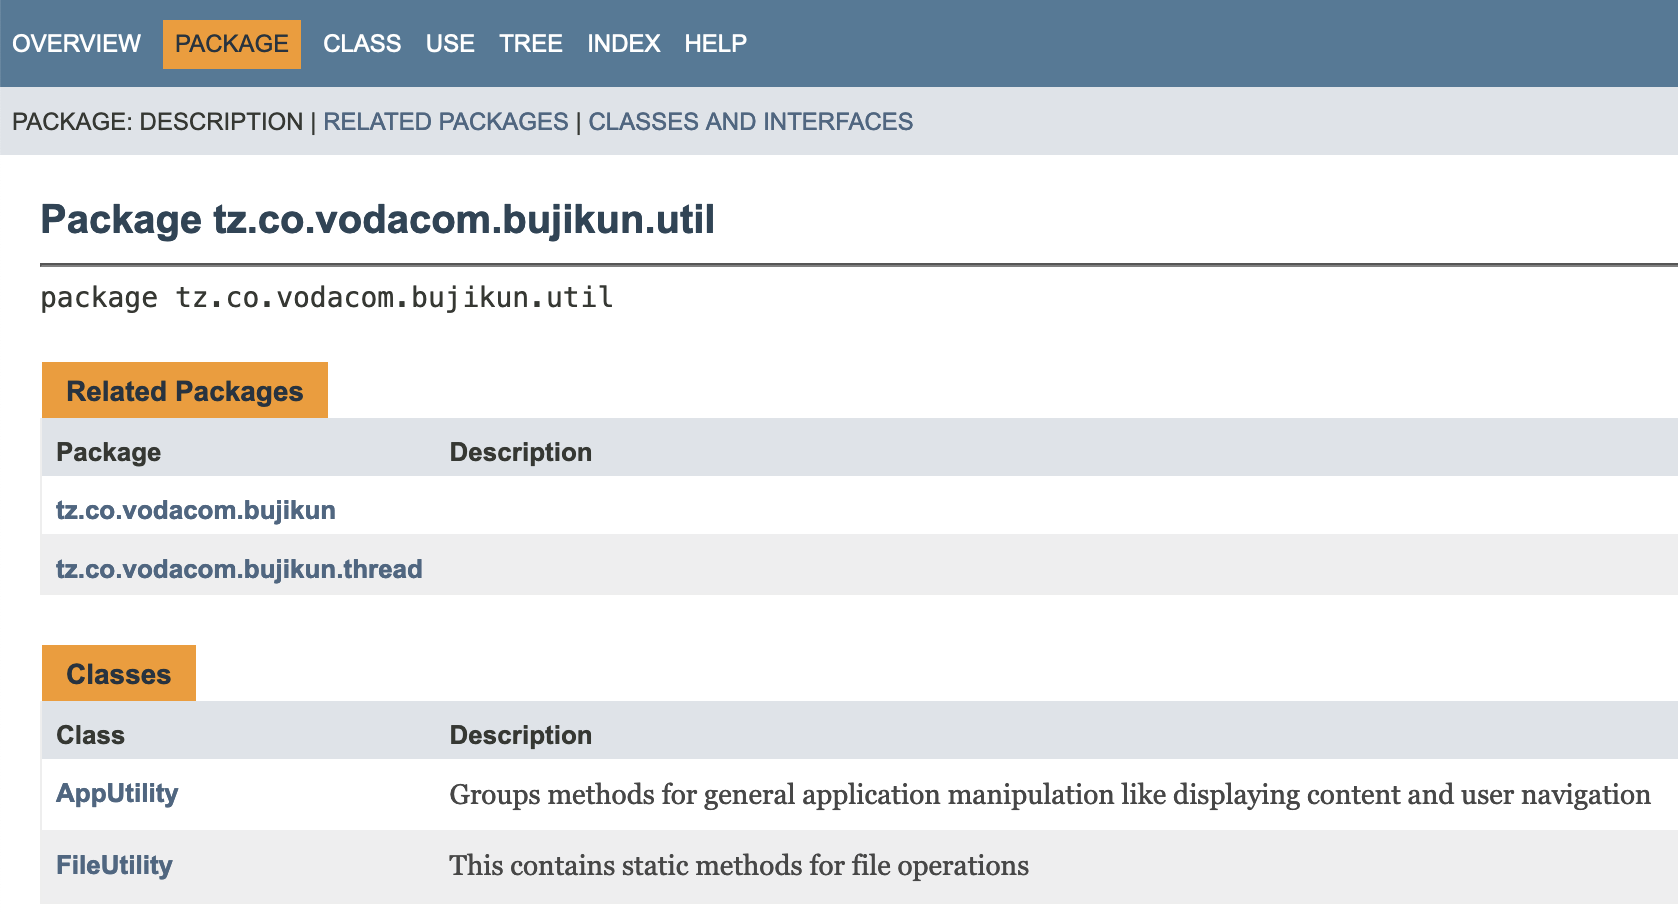 OVERVIEW PACKAGE CLASS USE TREE INDEX HELP
PACKAGE: DESCRIPTION | RELATED PACKAGES | CLASSES AND INTERFACES
Package tz.co.vodacom.bujikun.util
package tz.co.vodacom.bujikun.util
Related Packages
Package Description
tz.co.vodacom.bujikun
tz.co.vodacom.bujikun.thread
Classes
Class Description
AppUtility Groups methods for general application manipulation like displaying content and user navigation
FileUtility This contains static methods for file operations